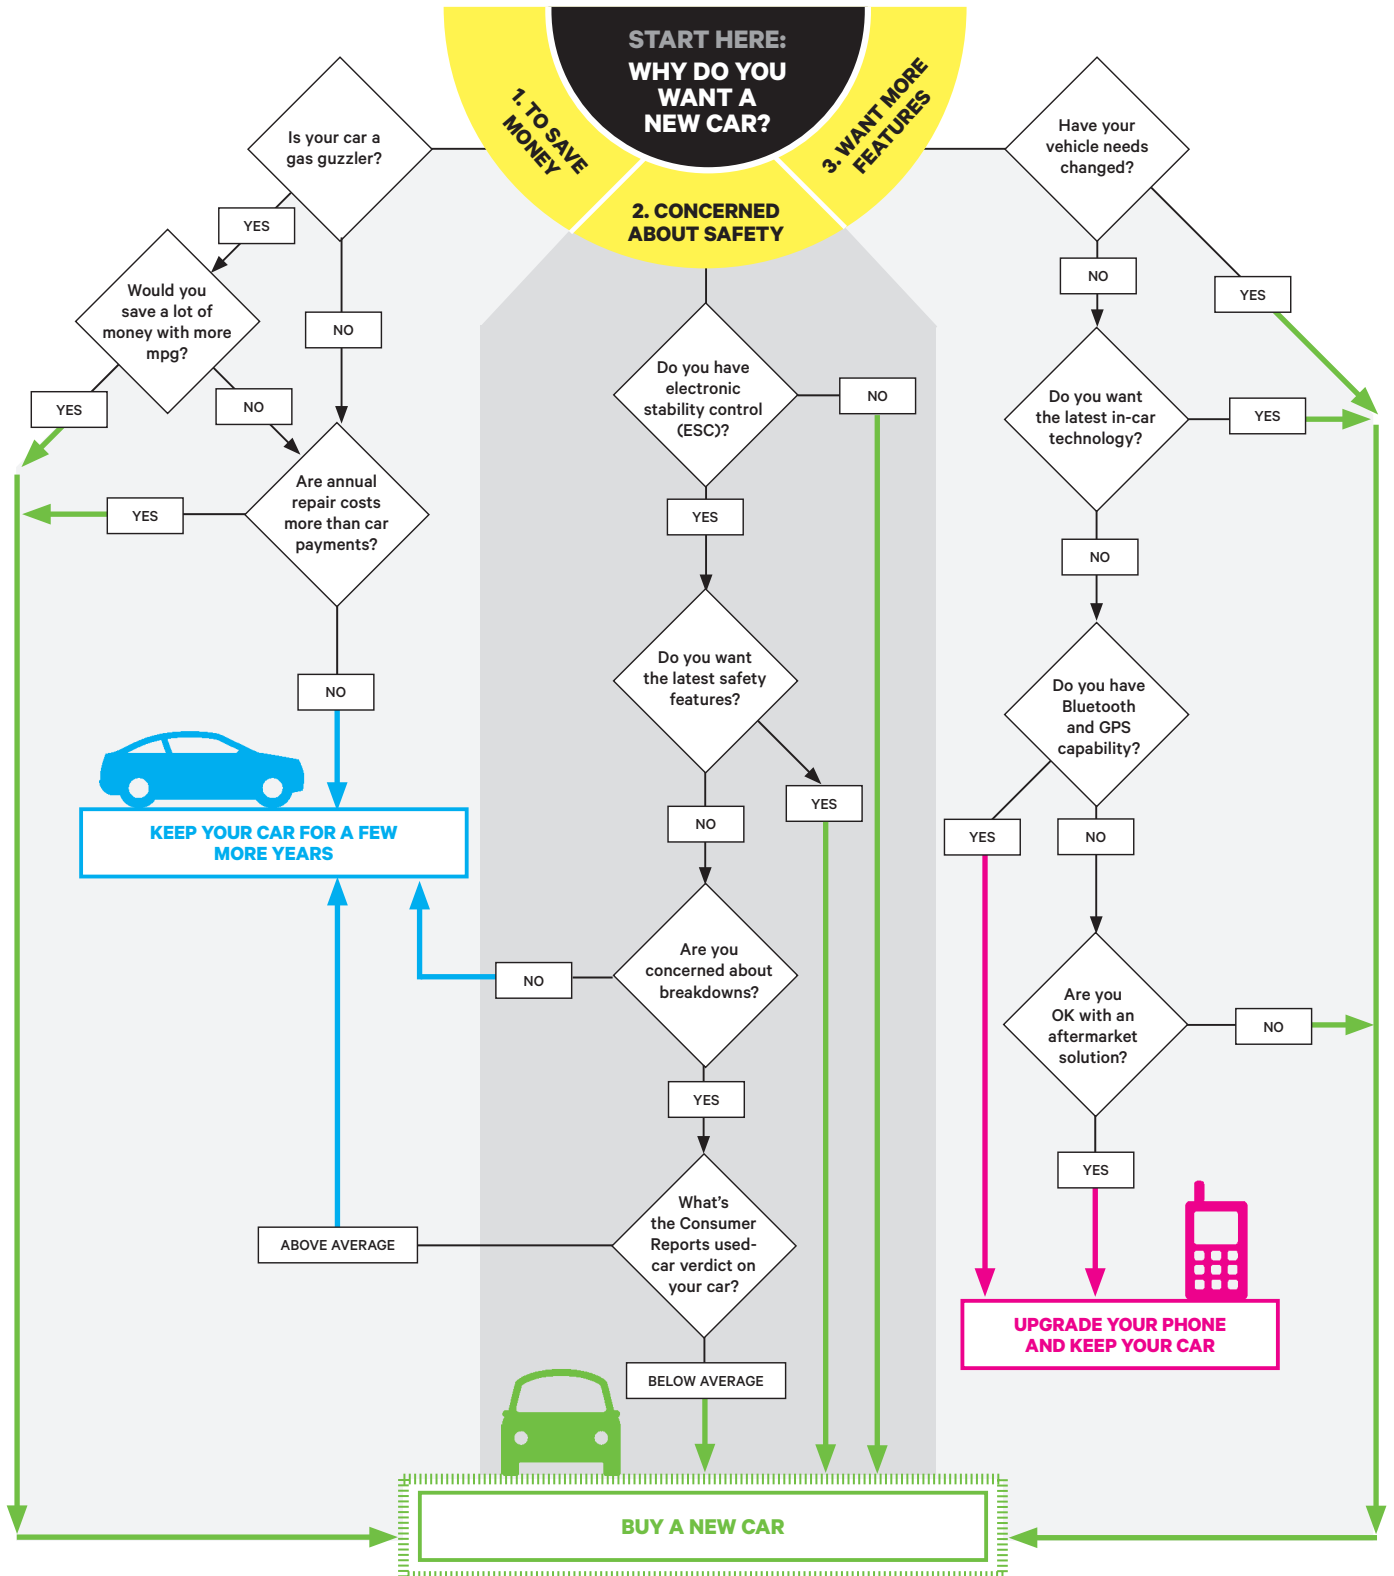 START HERE:
WHY DO YOU
WANT A
NEW CAR?
1. TO SAVE
MONEY
2. CONCERNED
ABOUT SAFETY
3. WANT MORE
FEATURES
Is your car a
gas guzzler?
YES
NO
Would you
save a lot of
money with more
mpg?
YES
NO
Are annual
repair costs
more than car
payments?
YES
NO
KEEP YOUR CAR FOR A FEW
MORE YEARS
Do you have
electronic
stability control
(ESC)?
NO
YES
Do you want
the latest safety
features?
YES
NO
Are you
concerned about
breakdowns?
NO
YES
What's
the Consumer
Reports used-
car verdict on
your car?
ABOVE AVERAGE
BELOW AVERAGE
Have your
vehicle needs
changed?
NO
YES
Do you want
the latest in-car
technology?
YES
NO
Do you have
Bluetooth
and GPS
capability?
YES
NO
Are you
OK with an
aftermarket
solution?
NO
YES
UPGRADE YOUR PHONE
AND KEEP YOUR CAR
BUY A NEW CAR